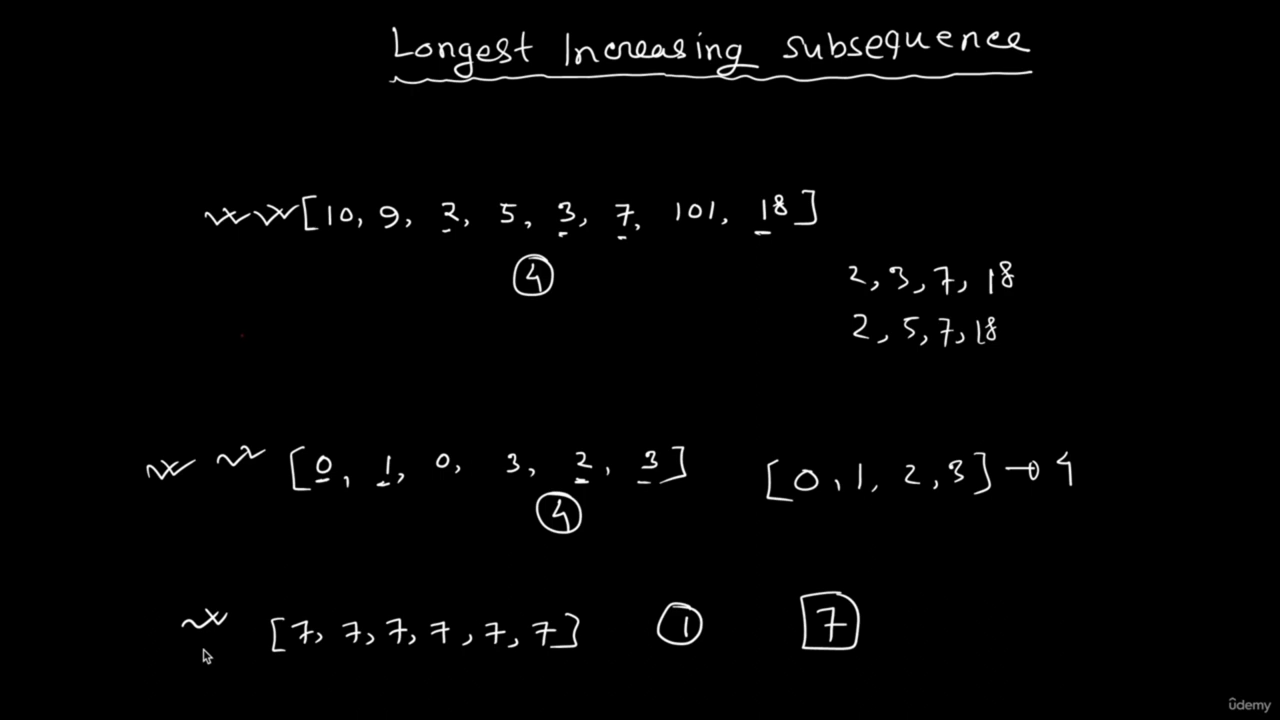 Longest Increasing subsequence
[10, 9, 2, 5, 3, 7, 101, 18]
4
2, 3, 7, 18
2, 5, 7, 18
[0, 1, 0, 3, 2, 3] [0, 1, 2, 3] → 4
4
[7, 7, 7, 7, 7, 7] 1 7
ûdemy